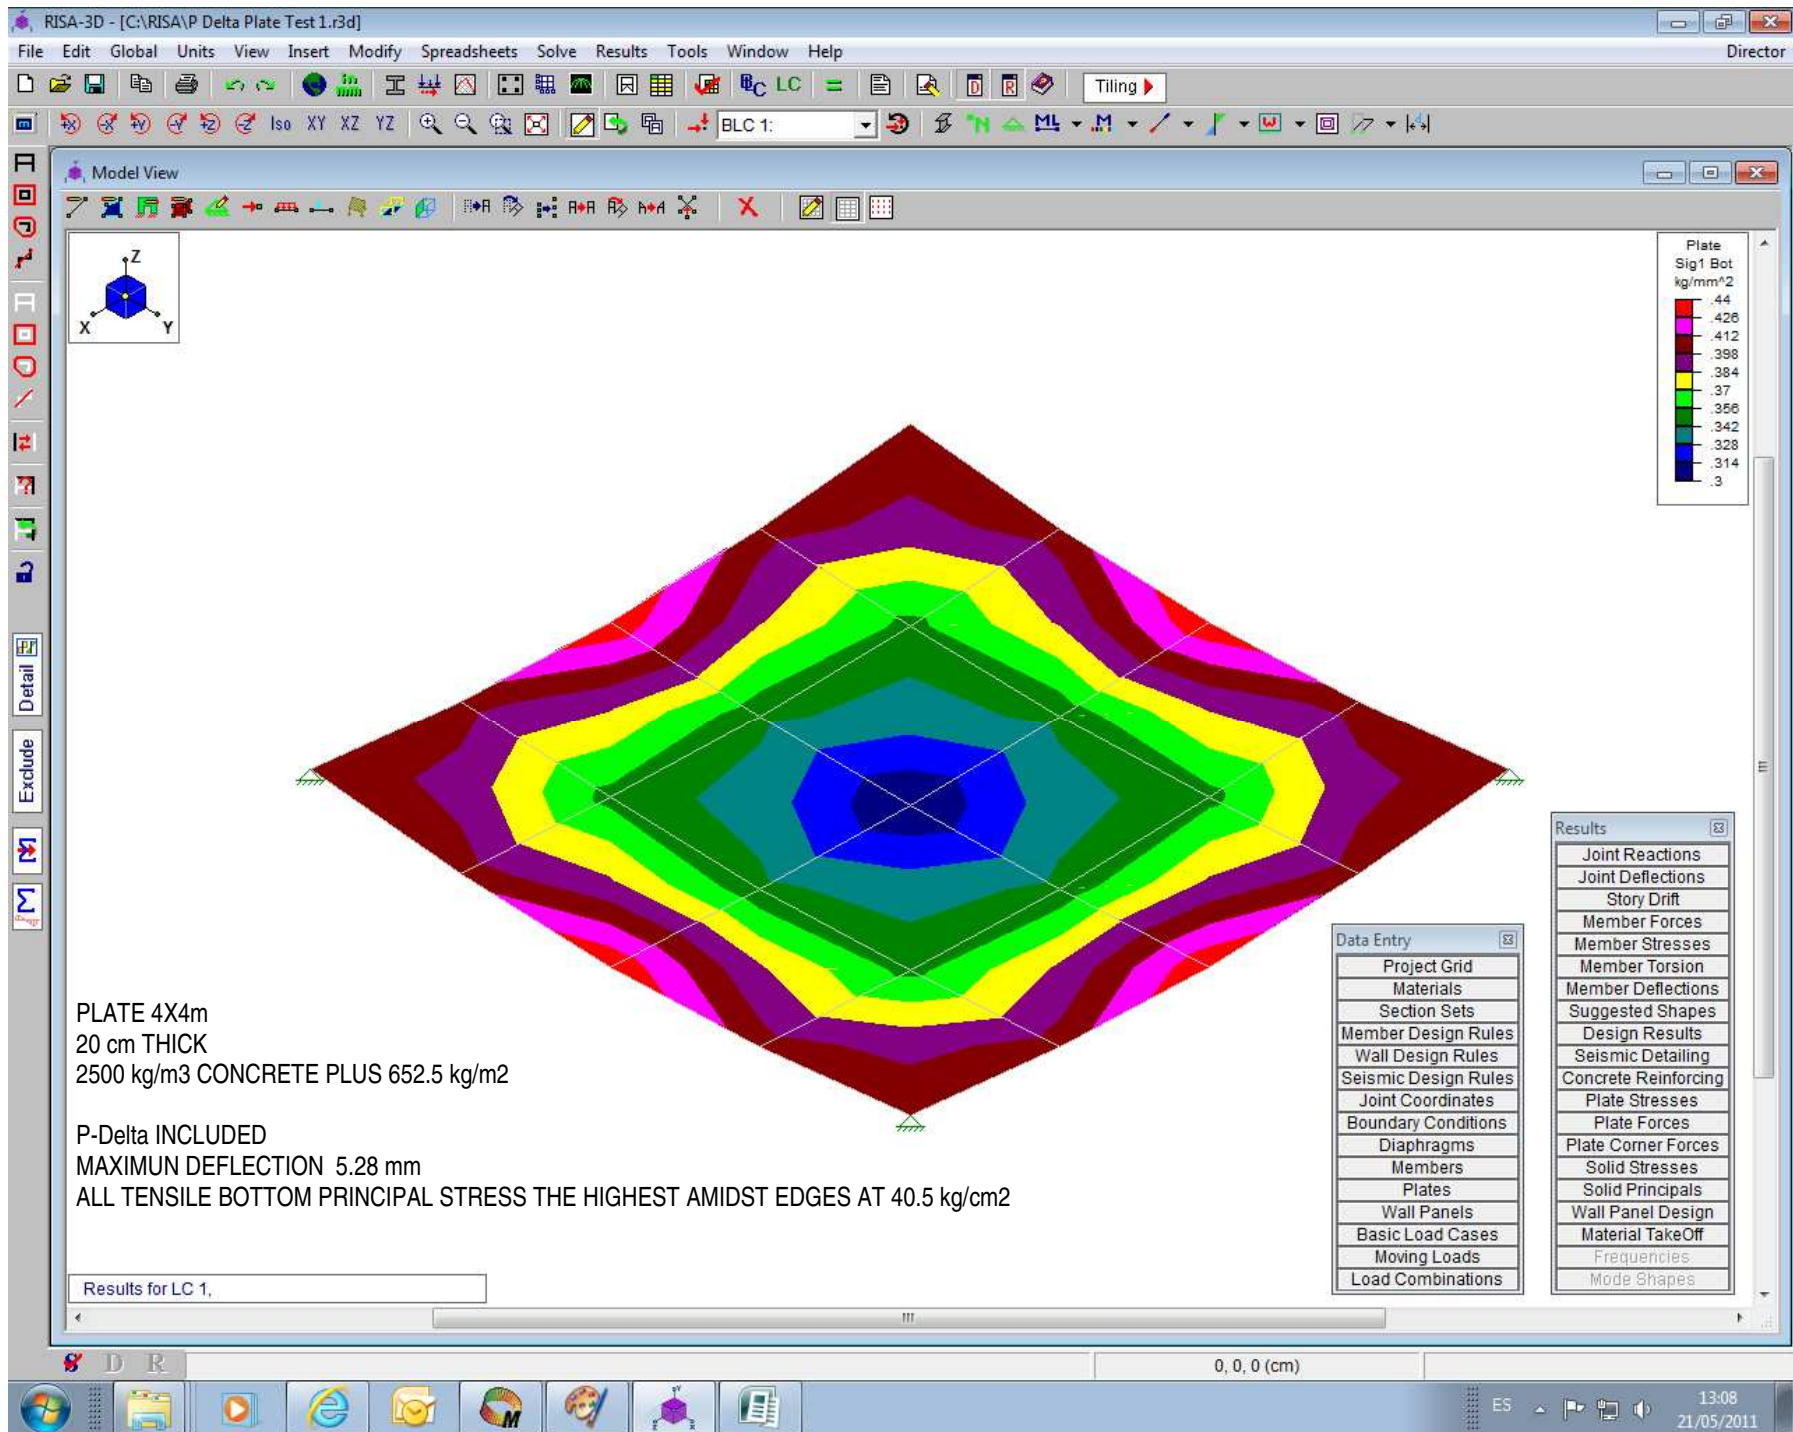 RISA-3D - [C:\RISA\P Delta Plate Test 1.r3d]
File Edit Global Units View Insert Modify Spreadsheets Solve Results Tools Window Help Director
BC LC = D R Tiling
Iso XY XZ YZ BLC 1: N ML M
Model View
Z
X Y
Plate
Sig1 Bot
kg/mm^2
.44
.426
.412
.398
.384
.37
.356
.342
.328
.314
.3
Detail
Exclude
PLATE 4X4m
20 cm THICK
2500 kg/m3 CONCRETE PLUS 652.5 kg/m2
P-Delta INCLUDED
MAXIMUN DEFLECTION 5.28 mm
ALL TENSILE BOTTOM PRINCIPAL STRESS THE HIGHEST AMIDST EDGES AT 40.5 kg/cm2
Data Entry
Project Grid
Materials
Section Sets
Member Design Rules
Wall Design Rules
Seismic Design Rules
Joint Coordinates
Boundary Conditions
Diaphragms
Members
Plates
Wall Panels
Basic Load Cases
Moving Loads
Load Combinations
Results
Joint Reactions
Joint Deflections
Story Drift
Member Forces
Member Stresses
Member Torsion
Member Deflections
Suggested Shapes
Design Results
Seismic Detailing
Concrete Reinforcing
Plate Stresses
Plate Forces
Plate Corner Forces
Solid Stresses
Solid Principals
Wall Panel Design
Material TakeOff
Frequencies
Mode Shapes
Results for LC 1,
S D R
0, 0, 0 (cm)
ES
13:08
21/05/2011